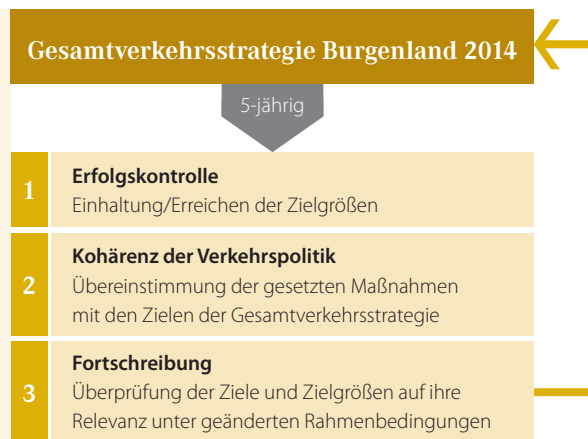 Gesamtverkehrsstrategie Burgenland 2014
5-jährig
1
Erfolgskontrolle
Einhaltung/Erreichen der Zielgrößen
2
Kohärenz der Verkehrspolitik
Übereinstimmung der gesetzten Maßnahmen
mit den Zielen der Gesamtverkehrsstrategie
3
Fortschreibung
Überprüfung der Ziele und Zielgrößen auf ihre
Relevanz unter geänderten Rahmenbedingungen